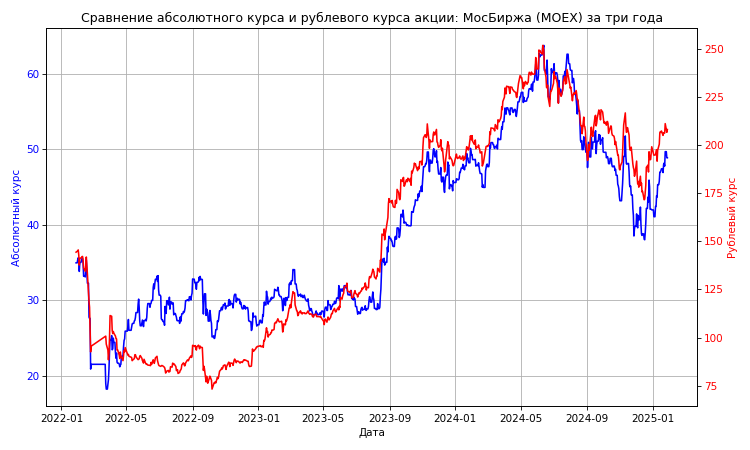 Сравнение абсолютного курса и рублевого курса акции: МосБиржа (MOEX) за три года
Абсолютный курс
60
50
40
30
20
250
225
200
175
150
125
100
75
Рублевый курс
2022-01 2022-05 2022-09 2023-01 2023-05 2023-09 2024-01 2024-05 2024-09 2025-01
Дата